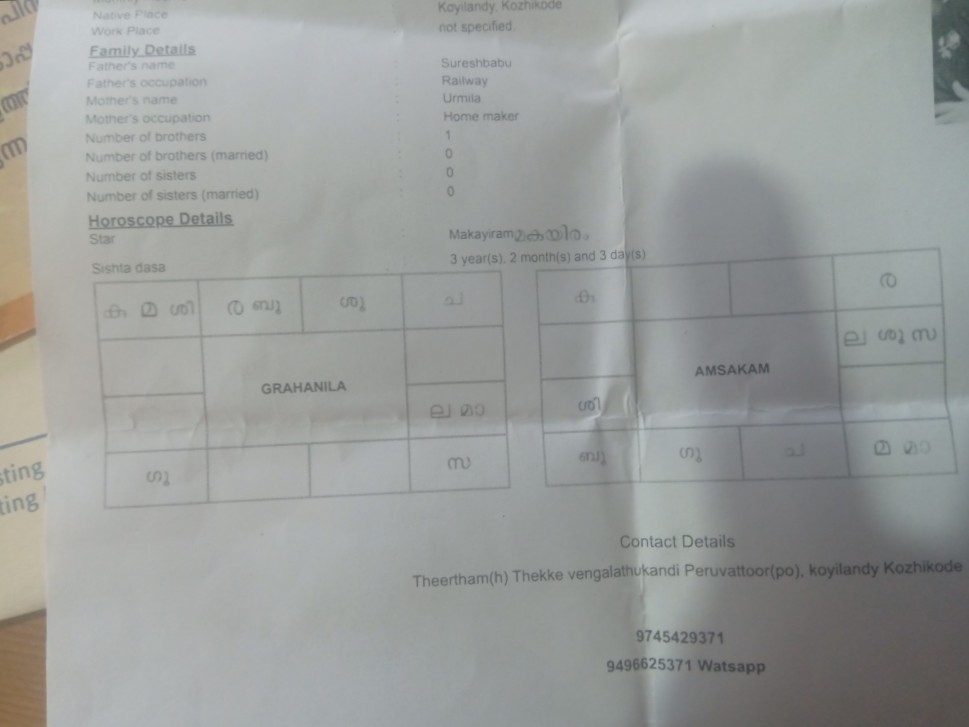 Native Place Koyilandy, Kozhikode
Work Place not specified.
Family Details
Father's name : Sureshbabu
Father's occupation : Railway
Mother's name : Urmila
Mother's occupation : Home maker
Number of brothers : 1
Number of brothers (married) : 0
Number of sisters : 0
Number of sisters (married) : 0
Horoscope Details
Star : Makayiram മകയിരം
Sishta dasa 3 year(s), 2 month(s) and 3 day(s)
ക മ ശി ര ബു ശു ച
GRAHANILA
ല മാ
ഗു സ
ക ര
ല ശു സ
AMSAKAM
ശി
ബു ഗു ച മ മാ
Contact Details
Theertham(h) Thekke vengalathukandi Peruvattoor(po), koyilandy Kozhikode
9745429371
9496625371 Watsapp
sting
ting